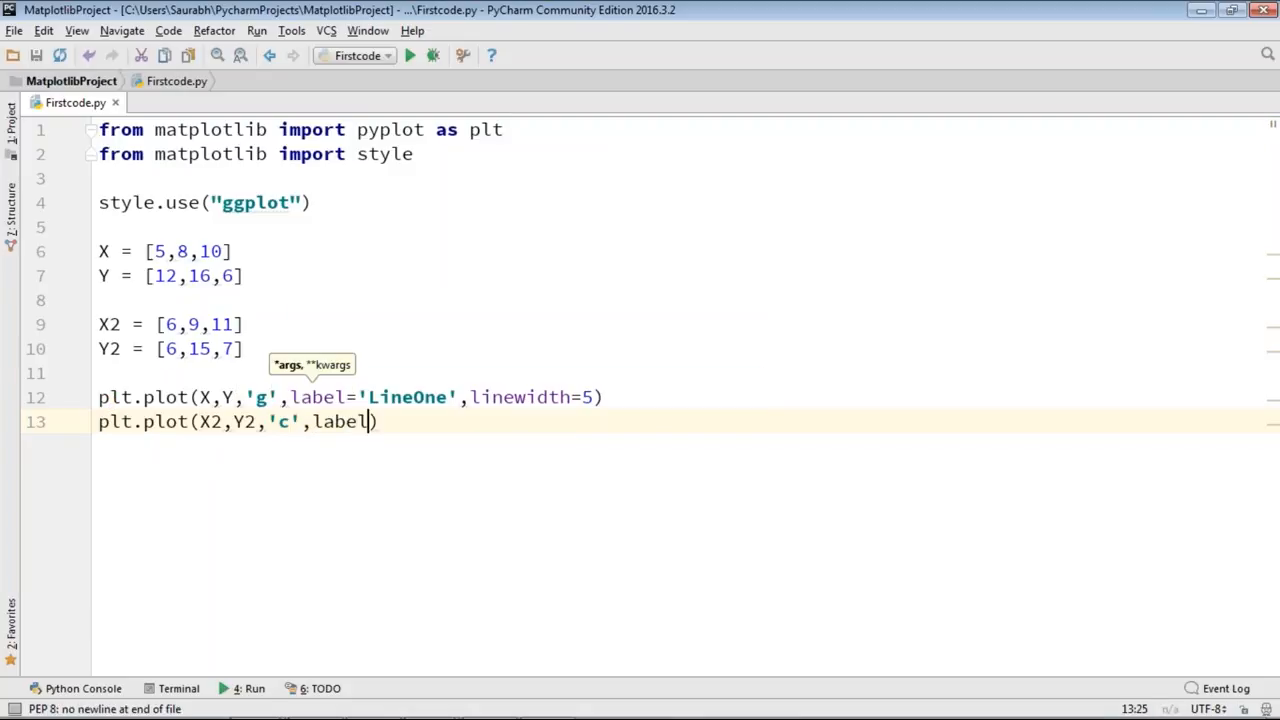 MatplotlibProject - [C:\Users\Saurabh\PycharmProjects\MatplotlibProject] - ...\Firstcode.py - PyCharm Community Edition 2016.3.2
File Edit View Navigate Code Refactor Run Tools VCS Window Help
Firstcode
MatplotlibProject Firstcode.py
Firstcode.py
1: Project
Z: Structure
2: Favorites
1 from matplotlib import pyplot as plt
2 from matplotlib import style
3
4 style.use("ggplot")
5
6 X = [5,8,10]
7 Y = [12,16,6]
8
9 X2 = [6,9,11]
10 Y2 = [6,15,7]
*args, **kwargs
11
12 plt.plot(X,Y,'g',label='LineOne',linewidth=5)
13 plt.plot(X2,Y2,'c',label)
Python Console Terminal 4: Run 6: TODO Event Log
PEP 8: no newline at end of file 13:25 n/a UTF-8